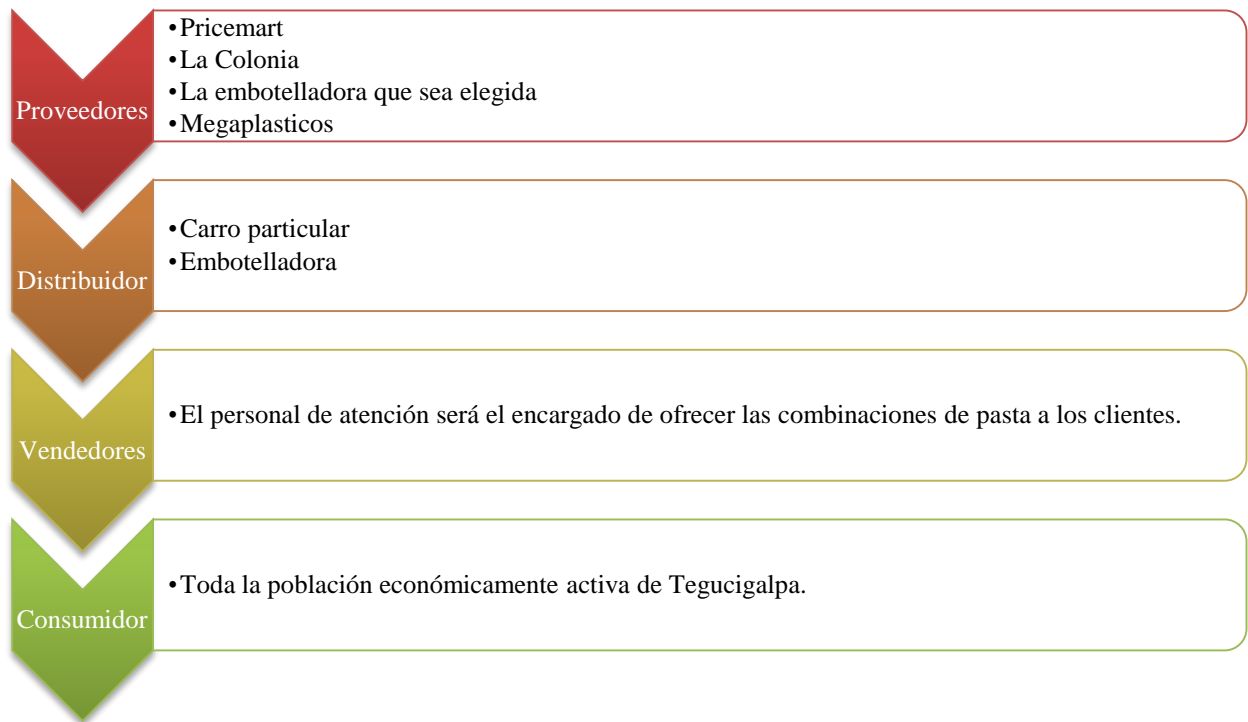 Proveedores
•Pricemart
•La Colonia
•La embotelladora que sea elegida
•Megaplasticos
Distribuidor
•Carro particular
•Embotelladora
Vendedores
•El personal de atención será el encargado de ofrecer las combinaciones de pasta a los clientes.
Consumidor
•Toda la población económicamente activa de Tegucigalpa.